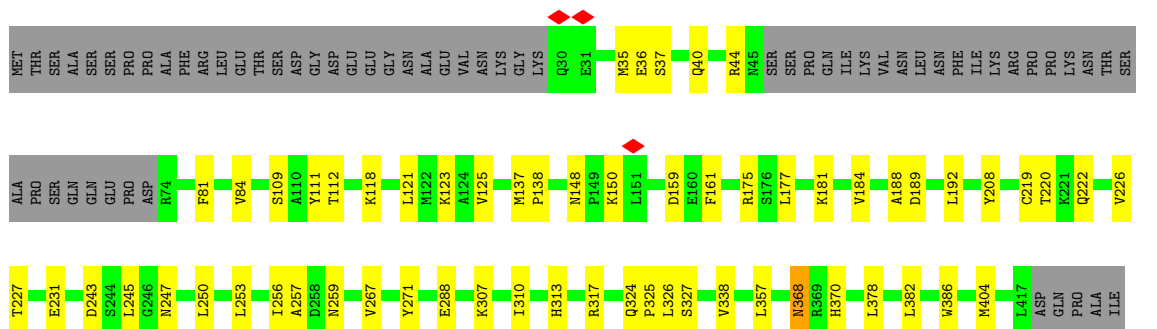 MET THR SER ALA SER SER PRO PRO ALA PHE ARG LEU GLU THR SER ASP GLY ASP GLU GLU GLY ASN ALA GLU VAL ASN LYS GLY LYS Q30 E31 M35 E36 S37 Q40 R44 N45 SER SER PRO GLN ILE LYS VAL ASN LEU ASN PHE ILE LYS ARG PRO PRO LYS ASN THR SER
ALA PRO SER GLN GLN GLU PRO ASP R74 F81 V84 S109 A110 Y111 T112 K118 L121 M122 K123 A124 V125 M137 P138 N148 P149 K150 L151 D159 E160 F161 R175 S176 L177 K181 V184 A188 D189 L192 Y208 C219 T220 K221 Q222 V226
T227 E231 D243 S244 L245 G246 N247 L250 L253 I256 A257 D258 N259 V267 Y271 E288 K307 I310 H313 R317 Q324 P325 L326 S327 V338 L357 N368 R369 H370 L378 L382 W386 M404 L417 ASP GLN PRO ALA ILE